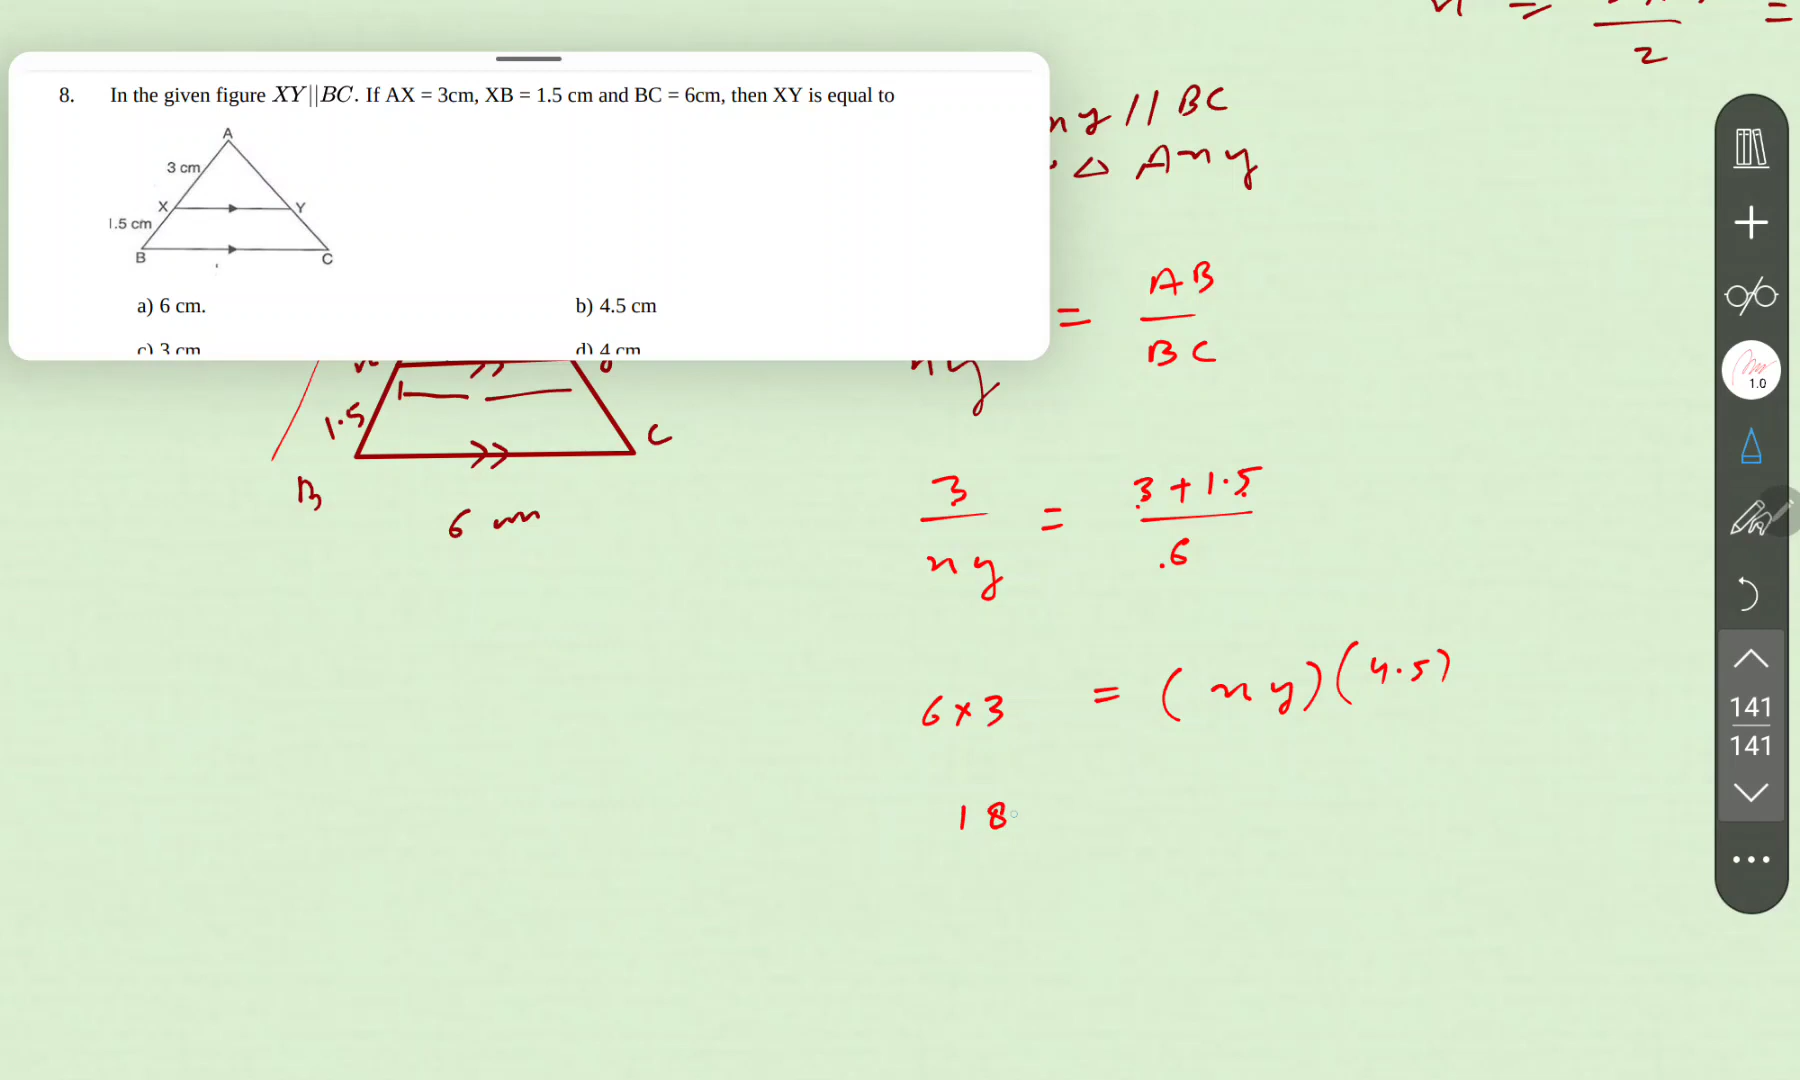 8. In the given figure XY||BC. If AX = 3cm, XB = 1.5 cm and BC = 6cm, then XY is equal to
A
3 cm
X Y
1.5 cm
B C
a) 6 cm. b) 4.5 cm
c) 3 cm d) 4 cm
2
xy // BC
Δ Axy
= AB
BC
xy
1.5
C
B
6 cm
3 = 3 + 1.5
xy .6
6 × 3 = (xy)(4.5)
18
1.0
141
141